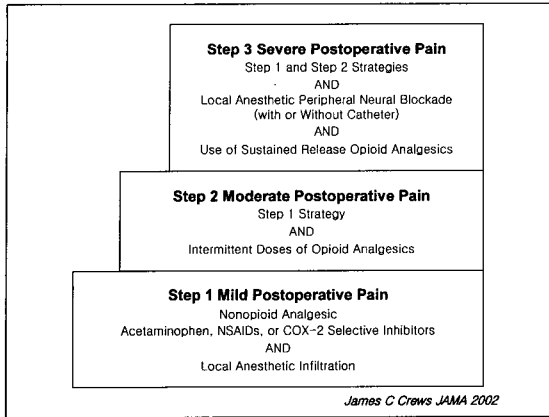 Step 3 Severe Postoperative Pain
Step 1 and Step 2 Strategies
AND
Local Anesthetic Peripheral Neural Blockade
(with or Without Catheter)
AND
Use of Sustained Release Opioid Analgesics
Step 2 Moderate Postoperative Pain
Step 1 Strategy
AND
Intermittent Doses of Opioid Analgesics
Step 1 Mild Postoperative Pain
Nonopioid Analgesic
Acetaminophen, NSAIDs, or COX-2 Selective Inhibitors
AND
Local Anesthetic Infiltration
James C Crews JAMA 2002